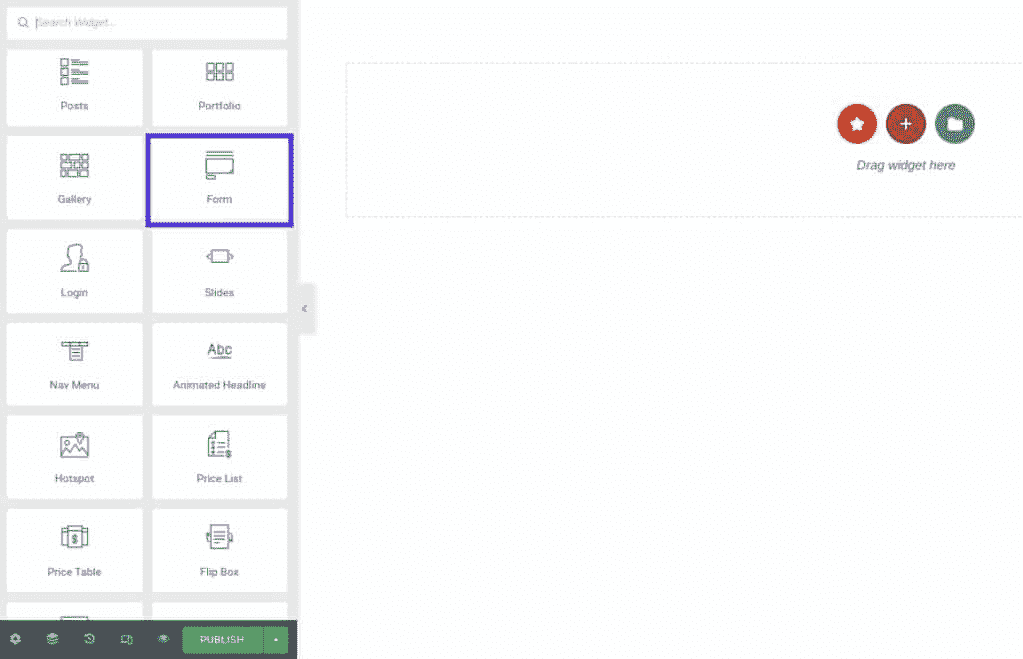 Search Widget...
Posts
Portfolio
Gallery
Form
Login
Slides
Nav Menu
Abc
Animated Headline
Hotspot
Price List
Price Table
Flip Box
PUBLISH
Drag widget here